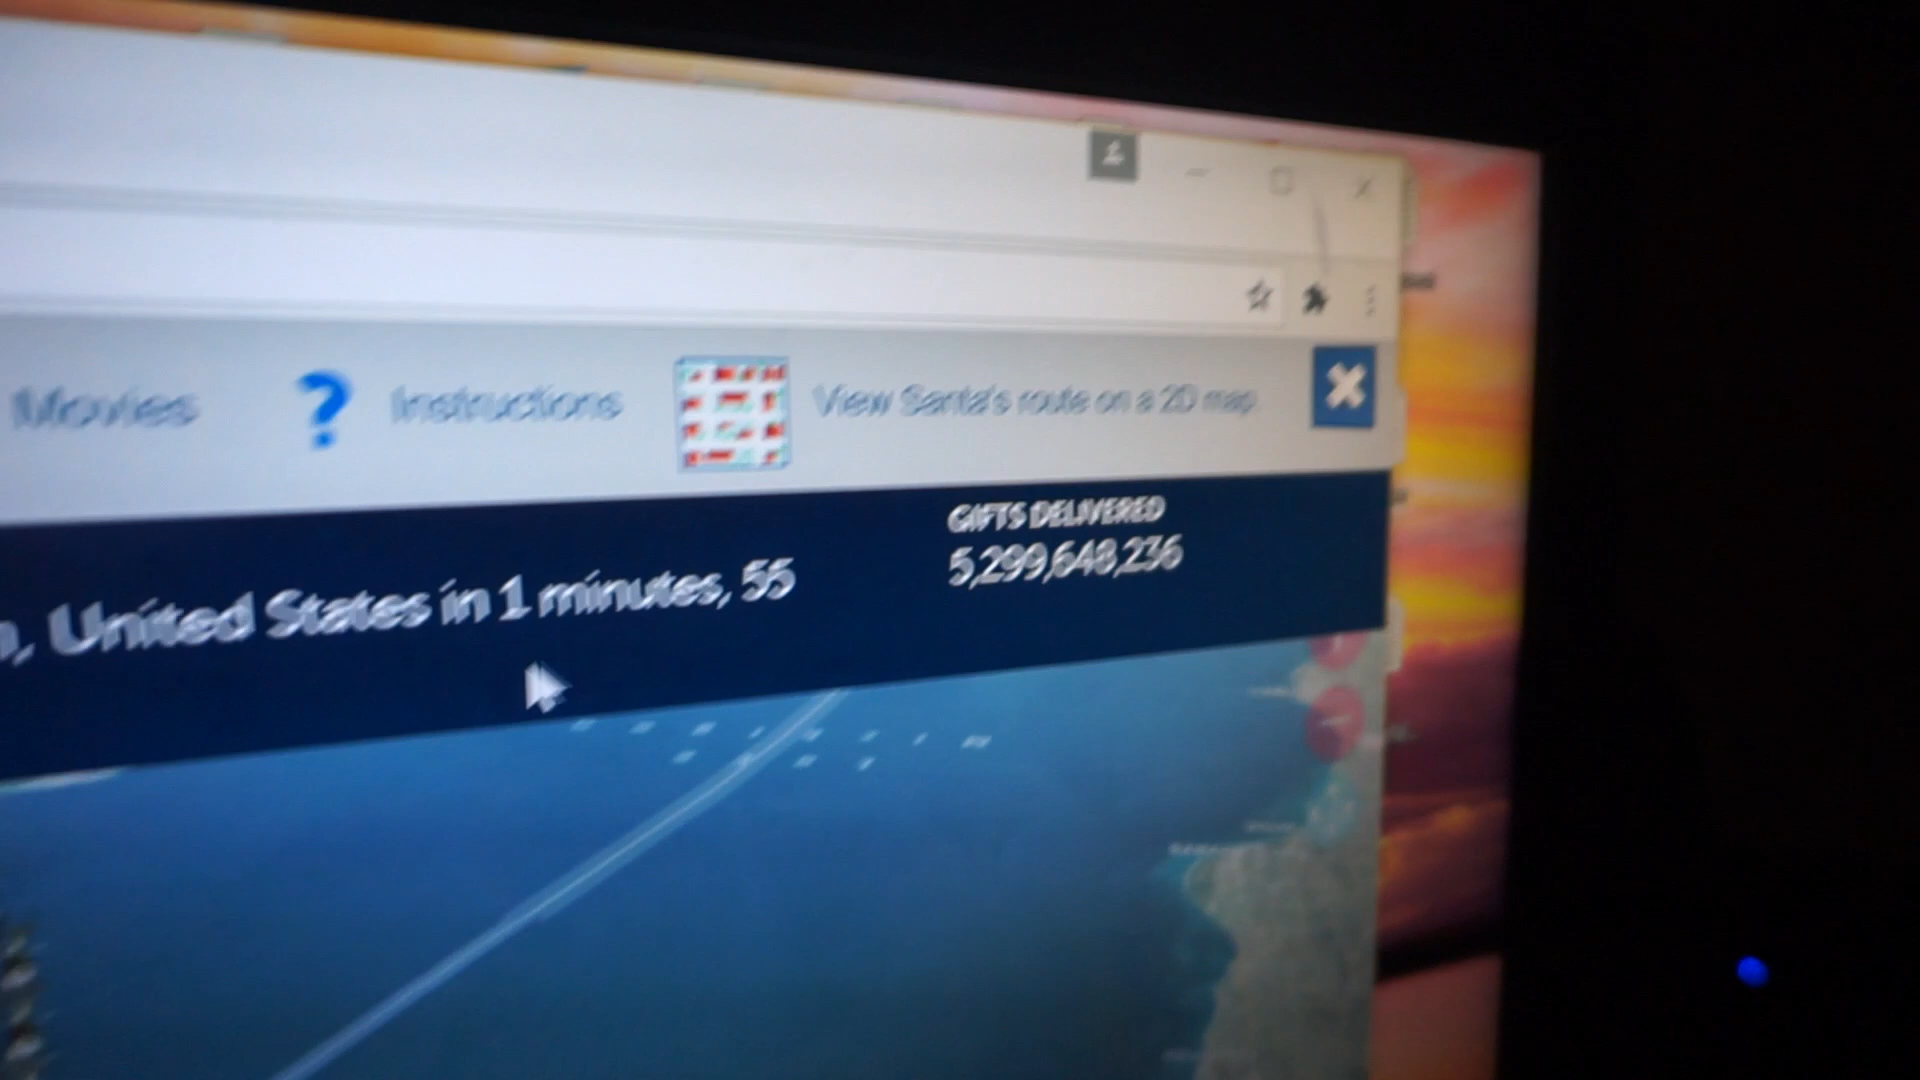 Movies
Instructions
View Santa's route on a 2D map.
GIFTS DELIVERED
5,299,648,236
, United States in 1 minutes, 55